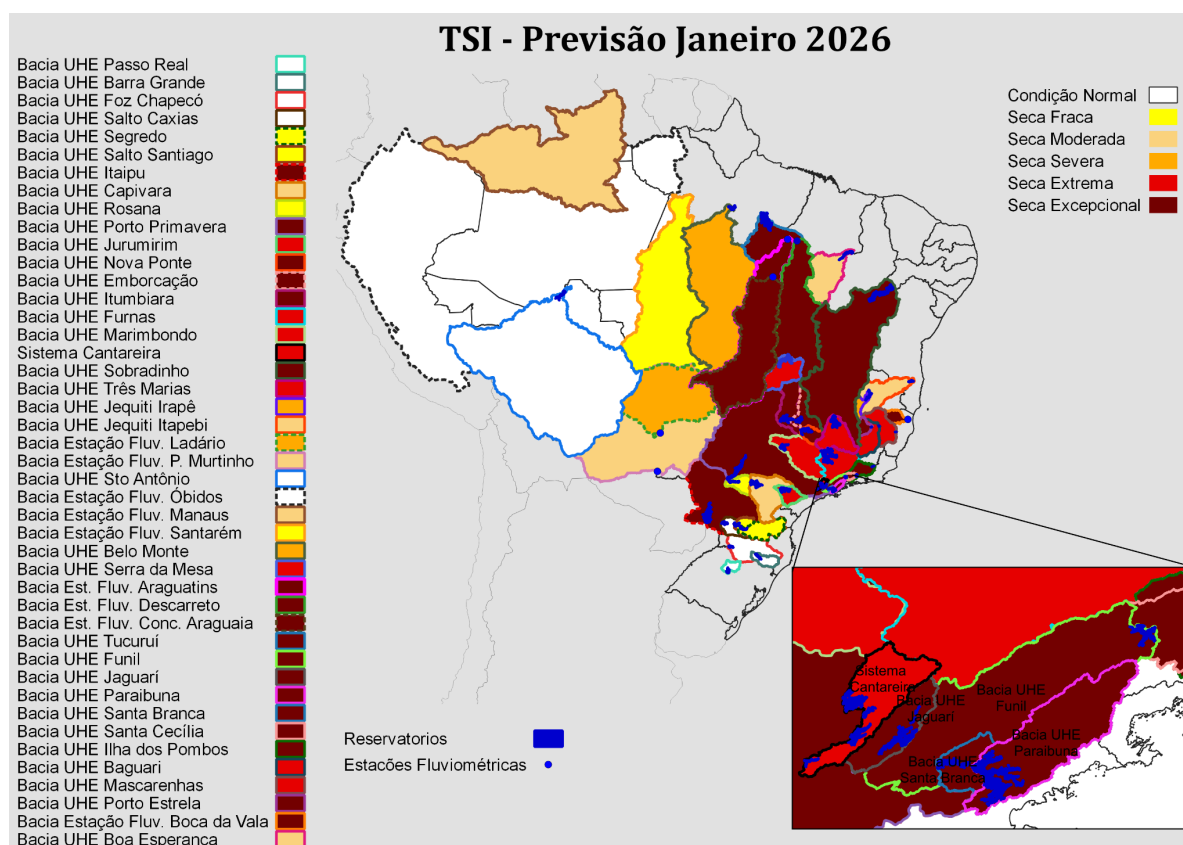 TSI - Previsão Janeiro 2026
Bacia UHE Passo Real
Bacia UHE Barra Grande
Bacia UHE Foz Chapecó
Bacia UHE Salto Caxias
Bacia UHE Segredo
Bacia UHE Salto Santiago
Bacia UHE Itaipu
Bacia UHE Capivara
Bacia UHE Rosana
Bacia UHE Porto Primavera
Bacia UHE Jurumirim
Bacia UHE Nova Ponte
Bacia UHE Emborcação
Bacia UHE Itumbiara
Bacia UHE Furnas
Bacia UHE Marimbondo
Sistema Cantareira
Bacia UHE Sobradinho
Bacia UHE Três Marias
Bacia UHE Jequiti Irapê
Bacia UHE Jequiti Itapebi
Bacia Estação Fluv. Ladário
Bacia Estação Fluv. P. Murtinho
Bacia UHE Sto Antônio
Bacia Estação Fluv. Óbidos
Bacia Estação Fluv. Manaus
Bacia Estação Fluv. Santarém
Bacia UHE Belo Monte
Bacia UHE Serra da Mesa
Bacia Est. Fluv. Araguatins
Bacia Est. Fluv. Descarreto
Bacia Est. Fluv. Conc. Araguaia
Bacia UHE Tucuruí
Bacia UHE Funil
Bacia UHE Jaguarí
Bacia UHE Paraibuna
Bacia UHE Santa Branca
Bacia UHE Santa Cecília
Bacia UHE Ilha dos Pombos
Bacia UHE Baguari
Bacia UHE Mascarenhas
Bacia UHE Porto Estrela
Bacia Estação Fluv. Boca da Vala
Bacia UHE Boa Esperança
Condição Normal
Seca Fraca
Seca Moderada
Seca Severa
Seca Extrema
Seca Excepcional
Reservatorios
Estacões Fluviométricas
Sistema
Cantareira
Bacia UHE
Jaguarí
Bacia UHE
Funil
Bacia UHE
Paraibuna
Bacia UHE
Santa Branca